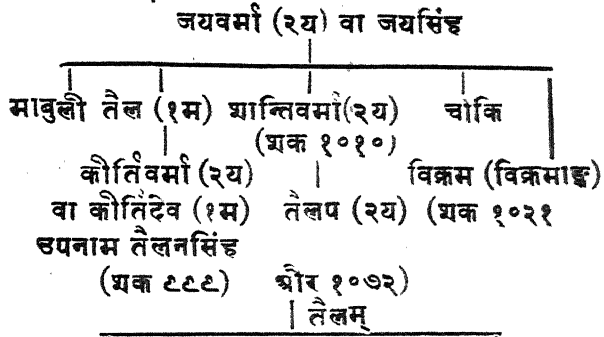 जयवर्मा (२य) वा जयसिंह
मावुली तैल (१म) शान्तिवर्मा (२य) चोकि
(शक १०१०)
कीर्तिवर्मा (२य) विक्रम (विक्रमाङ्क)
वा कीर्तिदेव (१म) तैलप (२य) (शक १०२१
उपनाम तैलनसिंह
(शक ९९९) और १०७२)
तैलम्